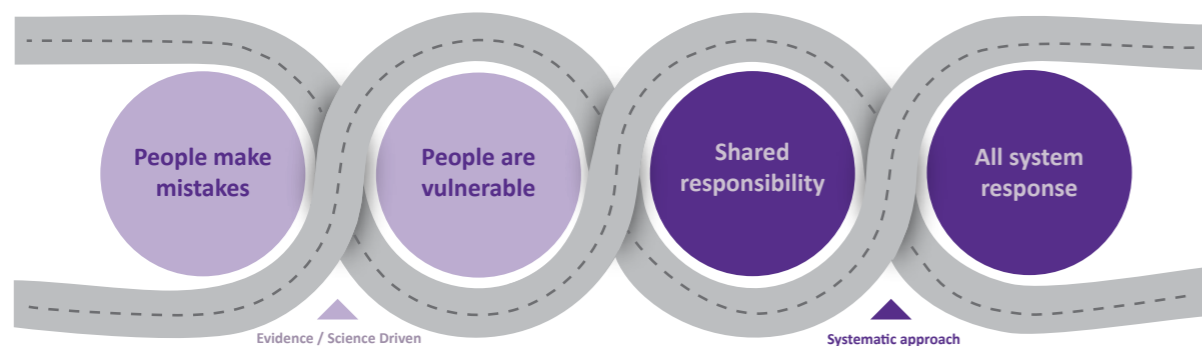 People make
mistakes
People are
vulnerable
Shared
responsibility
All system
response
Evidence / Science Driven
Systematic approach